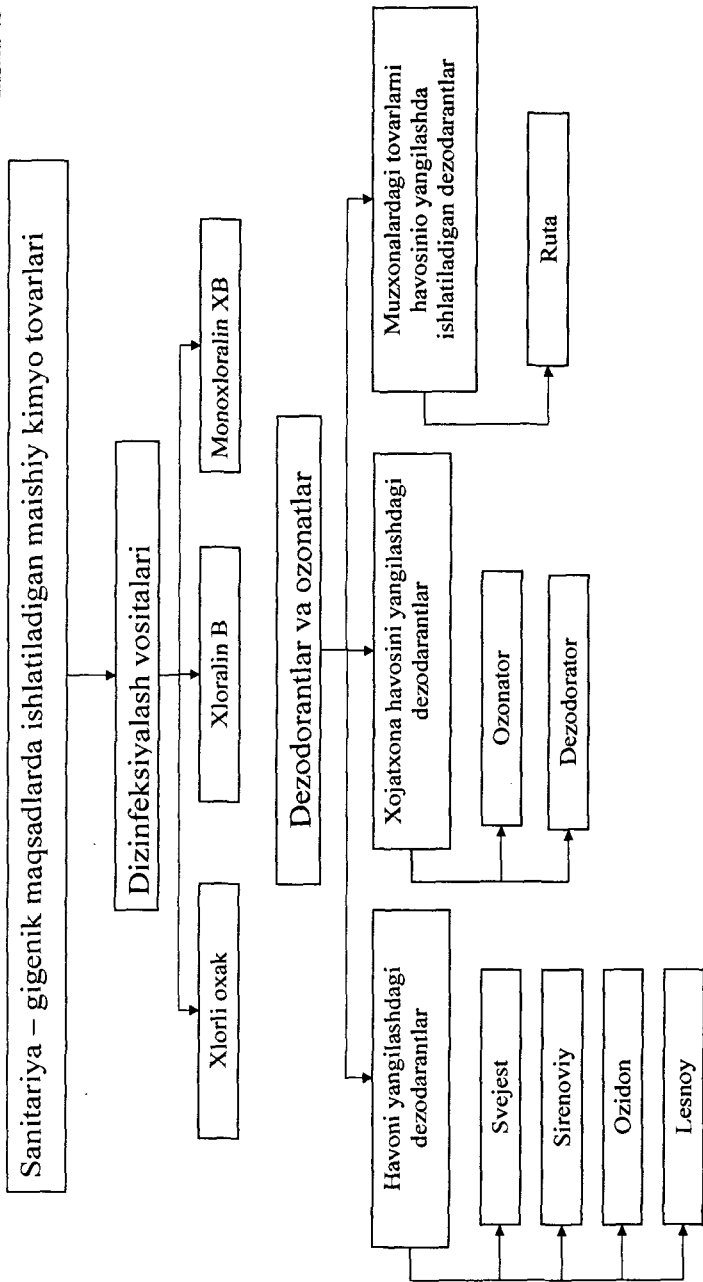 Sanitariya – gigenik maqsadlarda ishlatiladigan maishiy kimyo tovarlari
Dizinfeksiyalash vositalari
Xlorli oxak
Xloralin B
Monoxloralin XB
Dezodorantlar va ozonatlar
Havoni yangilashdagi
dezodarantlar
Svejest
Sirenoviy
Ozidon
Lesnoy
Xojatxona havosini yangilashdagi
dezodarantlar
Ozonator
Dezodorator
Muzxonalardagi tovarlarni
havosinio yangilashda
ishlatiladigan dezodarantlar
Ruta